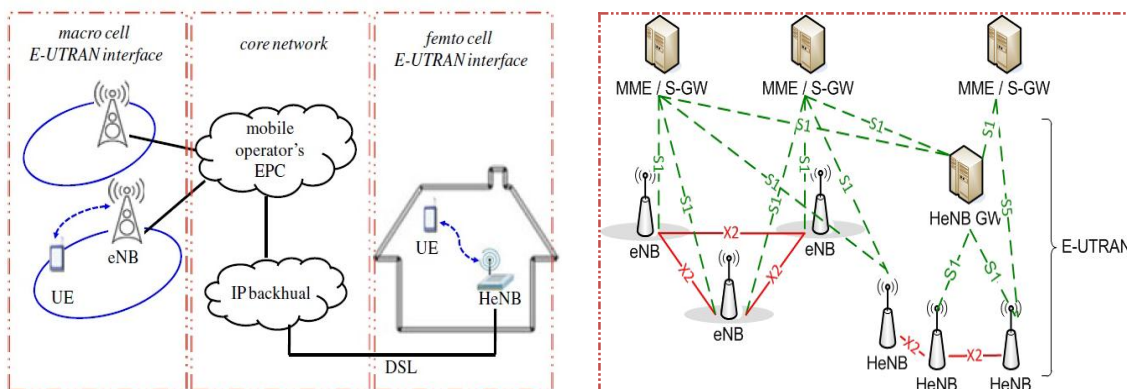 macro cell
E-UTRAN interface
core network
femto cell
E-UTRAN interface
mobile
operator's
EPC
eNB
UE
IP backhual
UE
HeNB
DSL
MME / S-GW
MME / S-GW
MME / S-GW
S1
S1
S1
S1
S1
S1
S1
S1
S5
HeNB GW
eNB
X2
eNB
E-UTRAN
X2
X2
S1
S1
eNB
HeNB
X2
X2
HeNB
HeNB